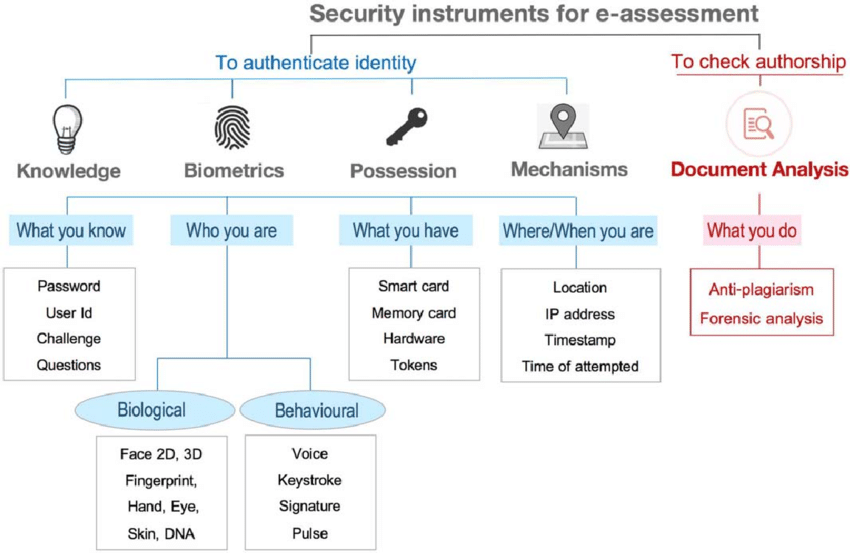 Security instruments for e-assessment
To authenticate identity
To check authorship
Knowledge
Biometrics
Possession
Mechanisms
Document Analysis
What you know
Who you are
What you have
Where/When you are
What you do
Password
User Id
Challenge
Questions
Smart card
Memory card
Hardware
Tokens
Location
IP address
Timestamp
Time of attempted
Anti-plagiarism
Forensic analysis
Biological
Behavioural
Face 2D, 3D
Fingerprint,
Hand, Eye,
Skin, DNA
Voice
Keystroke
Signature
Pulse